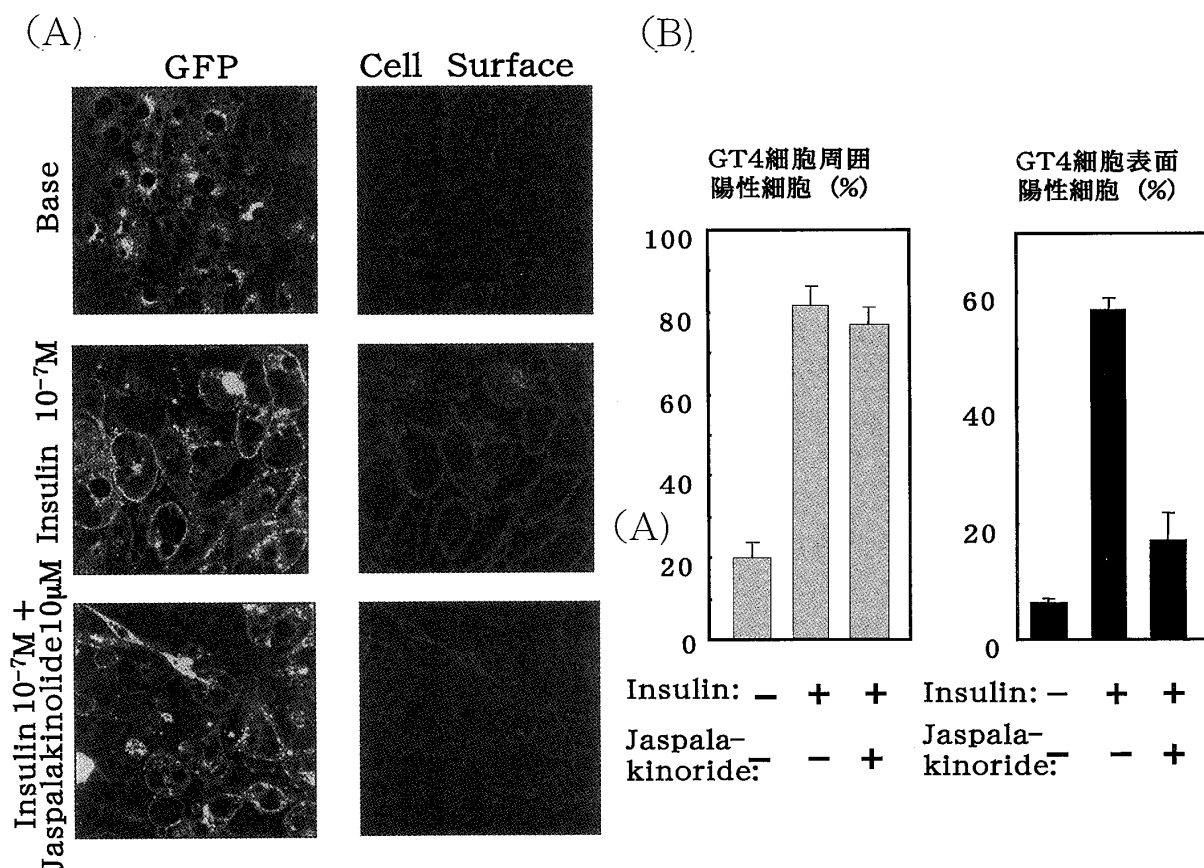 (A)
GFP
Cell Surface
Base
Insulin 10⁻⁷M
Insulin 10⁻⁷M +
Jaspalakinolide10μM
(B)
GT4細胞周囲
陽性細胞 (%)
100
80
60
40
20
0
(A)
Insulin: − + +
Jaspala−
kinoride: − − +
GT4細胞表面
陽性細胞 (%)
60
40
20
0
Insulin: − + +
Jaspala−
kinoride: − − +